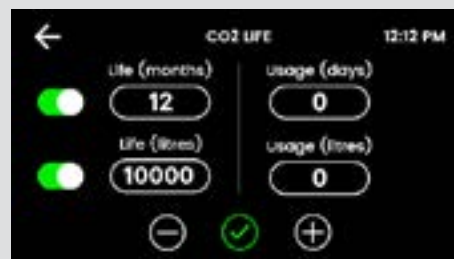 CO2 LIFE 12:12 PM
Life (months) Usage (days)
12 0
Life (litres) Usage (litres)
10000 0